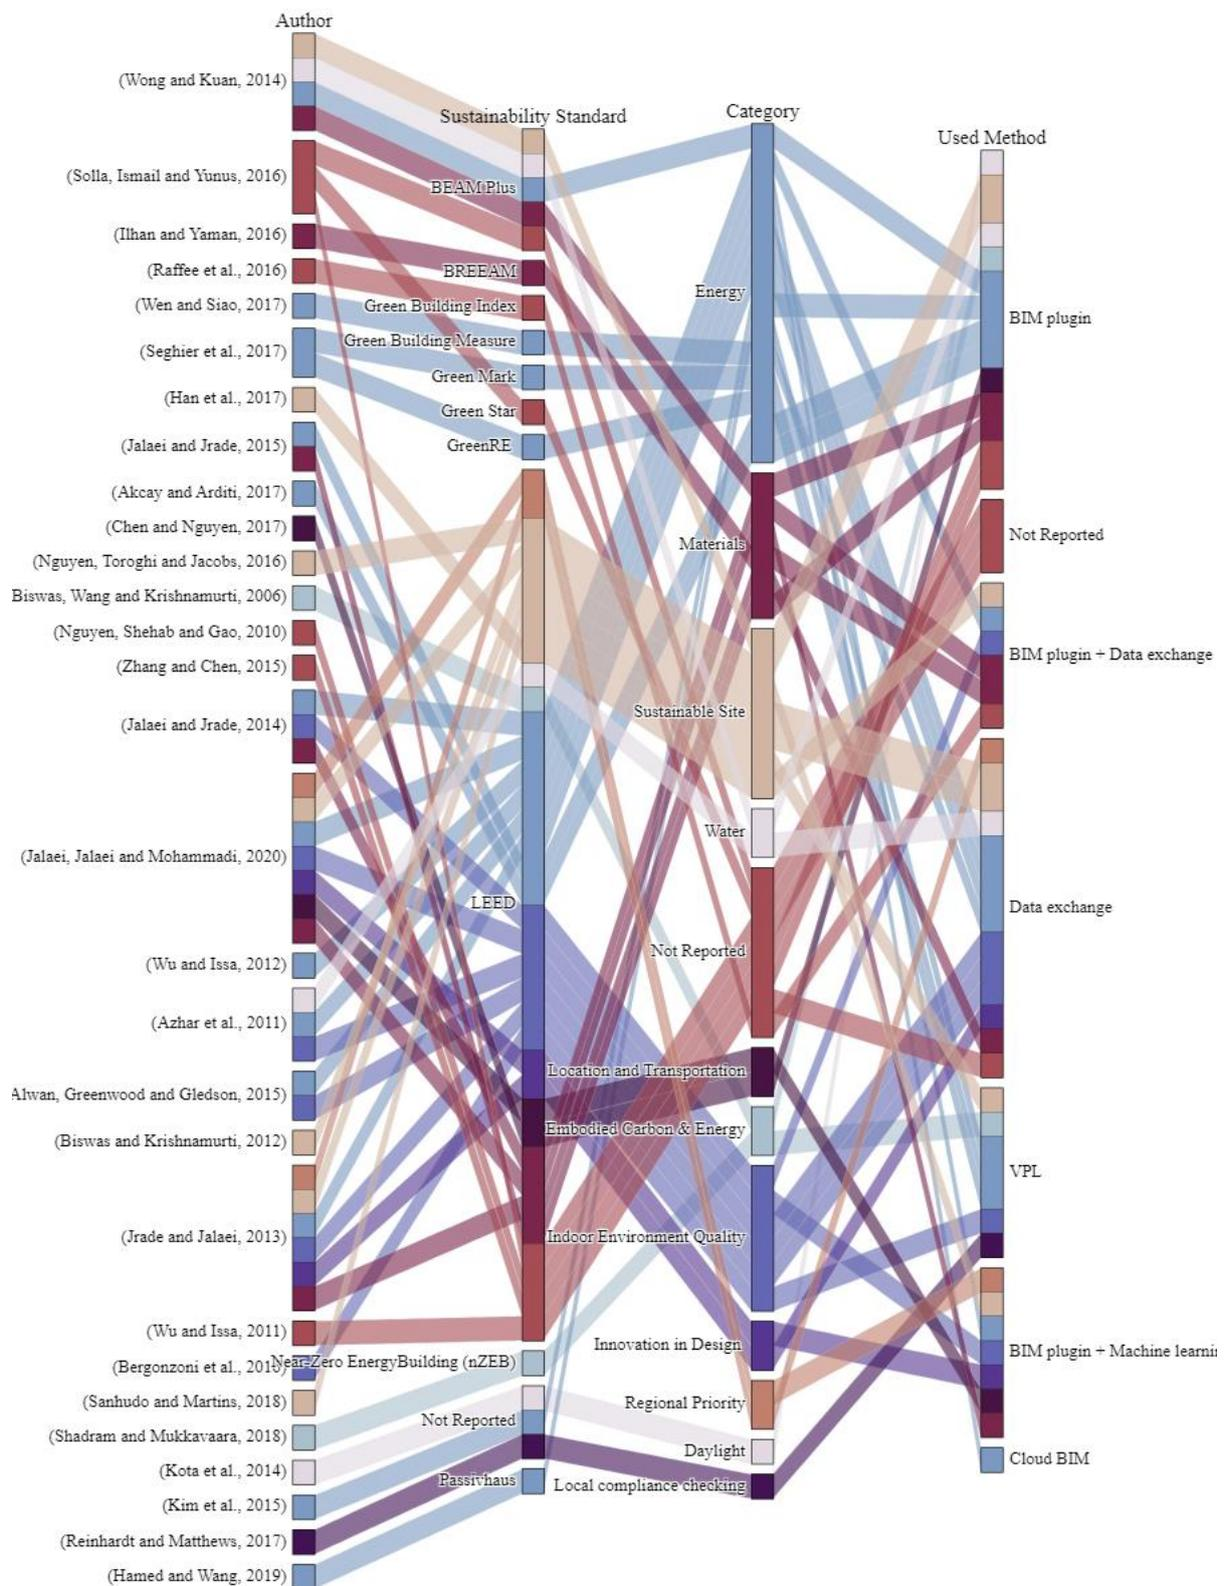 Author
(Wong and Kuan, 2014)
(Solla, Ismail and Yunus, 2016)
(Ilhan and Yaman, 2016)
(Raffee et al., 2016)
(Wen and Siao, 2017)
(Seghier et al., 2017)
(Han et al., 2017)
(Jalaei and Jrade, 2015)
(Akcay and Arditi, 2017)
(Chen and Nguyen, 2017)
(Nguyen, Toroghi and Jacobs, 2016)
Biswas, Wang and Krishnamurti, 2006)
(Nguyen, Shehab and Gao, 2010)
(Zhang and Chen, 2015)
(Jalaei and Jrade, 2014)
(Jalaei, Jalaei and Mohammadi, 2020)
(Wu and Issa, 2012)
(Azhar et al., 2011)
Alwan, Greenwood and Gledson, 2015)
(Biswas and Krishnamurti, 2012)
(Jrade and Jalaei, 2013)
(Wu and Issa, 2011)
(Bergonzoni et al.,
(Sanhudo and Martins, 2018)
(Shadram and Mukkavaara, 2018)
(Kota et al., 2014)
(Kim et al., 2015)
(Reinhardt and Matthews, 2017)
(Hamed and Wang, 2019)
Sustainability Standard
BEAM Plus
BREEAM
Green Building Index
Green Building Measure
Green Mark
Green Star
GreenRE
LEED
Near-Zero EnergyBuilding (nZEB)
Not Reported
Passivhaus
Category
Energy
Materials
Sustainable Site
Water
Not Reported
Location and Transportation
Embodied Carbon & Energy
Indoor Environment Quality
Innovation in Design
Regional Priority
Daylight
Local compliance checking
Used Method
BIM plugin
Not Reported
BIM plugin + Data exchange
Data exchange
VPL
BIM plugin + Machine learnin
Cloud BIM